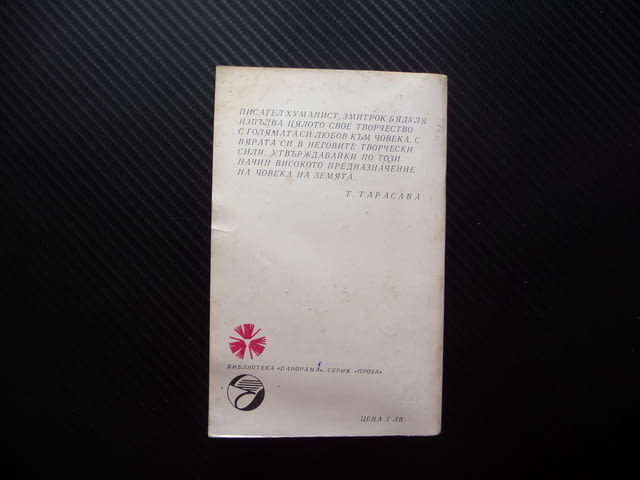 ПИСАТЕЛ ХУМАНИСТ, ЗМИТРОК БЯДУЛЯ
ИЗПЪЛВА ЦЯЛОТО СВОЕ ТВОРЧЕСТВО
С ГОЛЯМАТА СИ ЛЮБОВ КЪМ ЧОВЕКА, С
ВЯРАТА СИ В НЕГОВИТЕ ТВОРЧЕСКИ
СИЛИ, УТВЪРЖДАВАЙКИ ПО ТОЗИ
НАЧИН ВИСОКОТО ПРЕДНАЗНАЧЕНИЕ
НА ЧОВЕКА НА ЗЕМЯТА.
Т. ТАРАСАВА
БИБЛИОТЕКА «ПАНОРАМА», СЕРИЯ «ПРОЗА»
ЦЕНА 1 ЛВ.